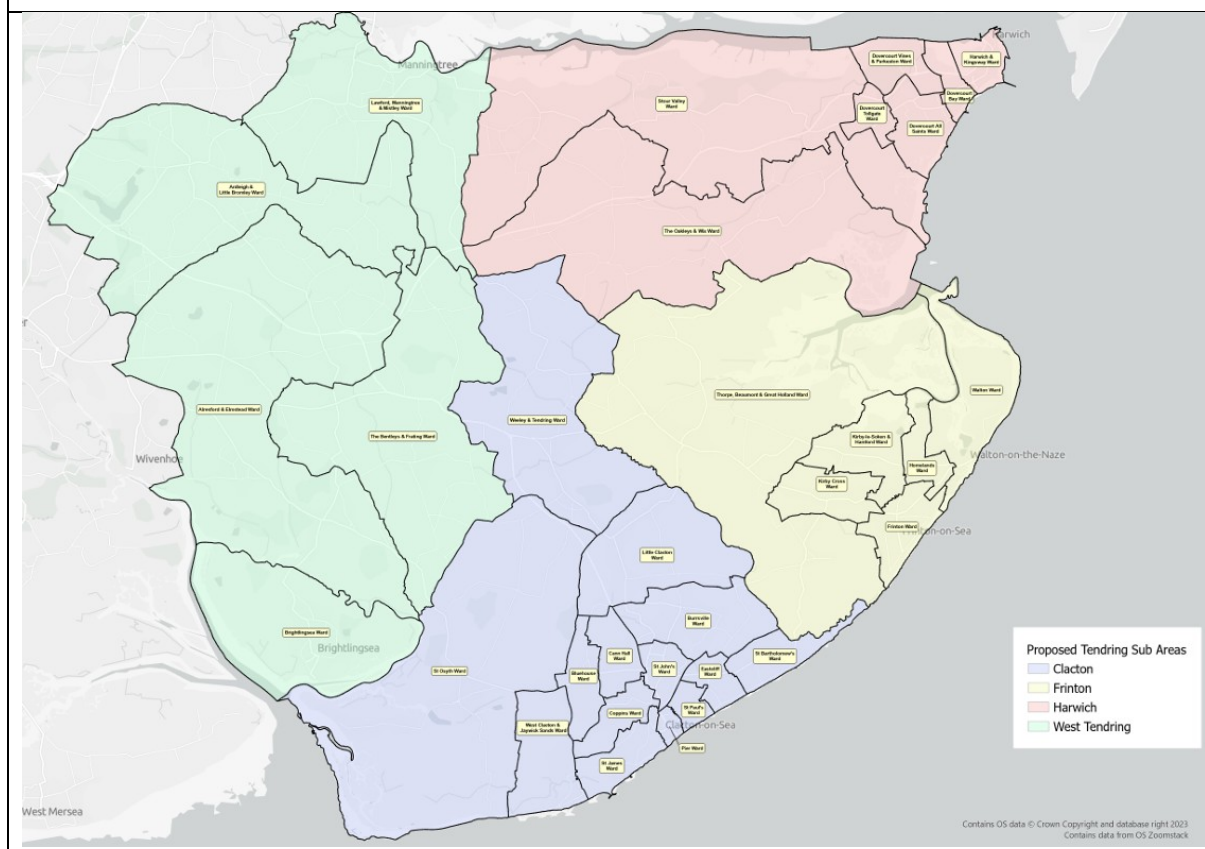 Harwich
Manningtree
Dovercourt Vines
& Parkeston Ward
Harwich &
Kingsway Ward
Lawford, Manningtree
& Mistley Ward
Stour Valley
Ward
Dovercourt
Bay Ward
Dovercourt
Tollgate
Ward
Dovercourt All
Saints Ward
Ardleigh &
Little Bromley Ward
The Oakleys & Wix Ward
Alresford & Elmstead Ward
The Bentleys & Frating Ward
Weeley & Tendring Ward
Thorpe, Beaumont & Great Holland Ward
Walton Ward
Kirby-le-Soken &
Hamford Ward
Homelands
Ward
Walton-on-the-Naze
Kirby Cross
Ward
Wivenhoe
Frinton Ward
on-Sea
Little Clacton
Ward
Burrsville
Ward
Brightlingsea Ward
Brightlingsea
St Osyth Ward
Bluehouse
Ward
Cann Hall
Ward
St John's
Ward
Eastcliff
Ward
St Bartholomew's
Ward
West Clacton &
Jaywick Sands Ward
Coppins Ward
St Paul's
Ward
Clacton-on-Sea
Pier Ward
St James
Ward
West Mersea
Proposed Tendring Sub Areas
Clacton
Frinton
Harwich
West Tendring
Contains OS data © Crown Copyright and database right 2023
Contains data from OS Zoomstack